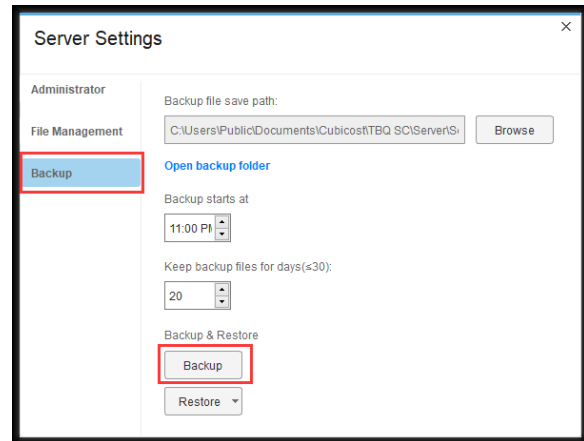 Server Settings
Administrator
File Management
Backup
Backup file save path:
C:\Users\Public\Documents\Cubicost\TBQ SC\Server\S
Browse
Open backup folder
Backup starts at
11:00 P
Keep backup files for days(≤30):
20
Backup & Restore
Backup
Restore